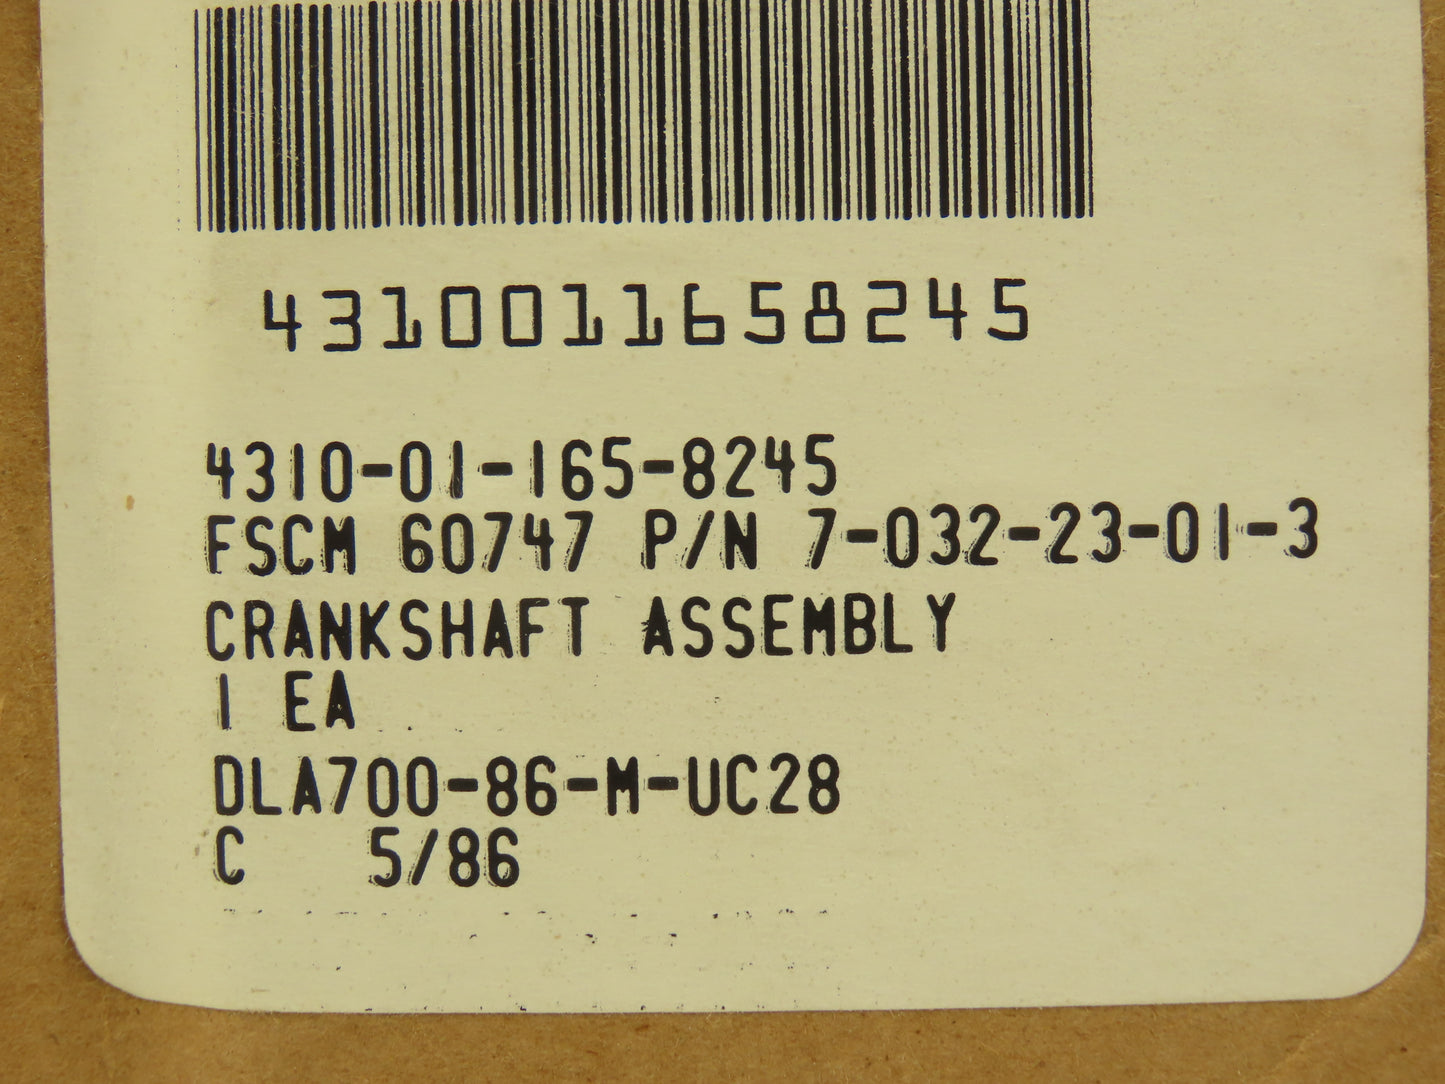 4310011658245
4310-01-165-8245
FSCM 60747 P/N 7-032-23-01-3
CRANKSHAFT ASSEMBLY
1 EA
DLA700-86-M-UC28
C 5/86